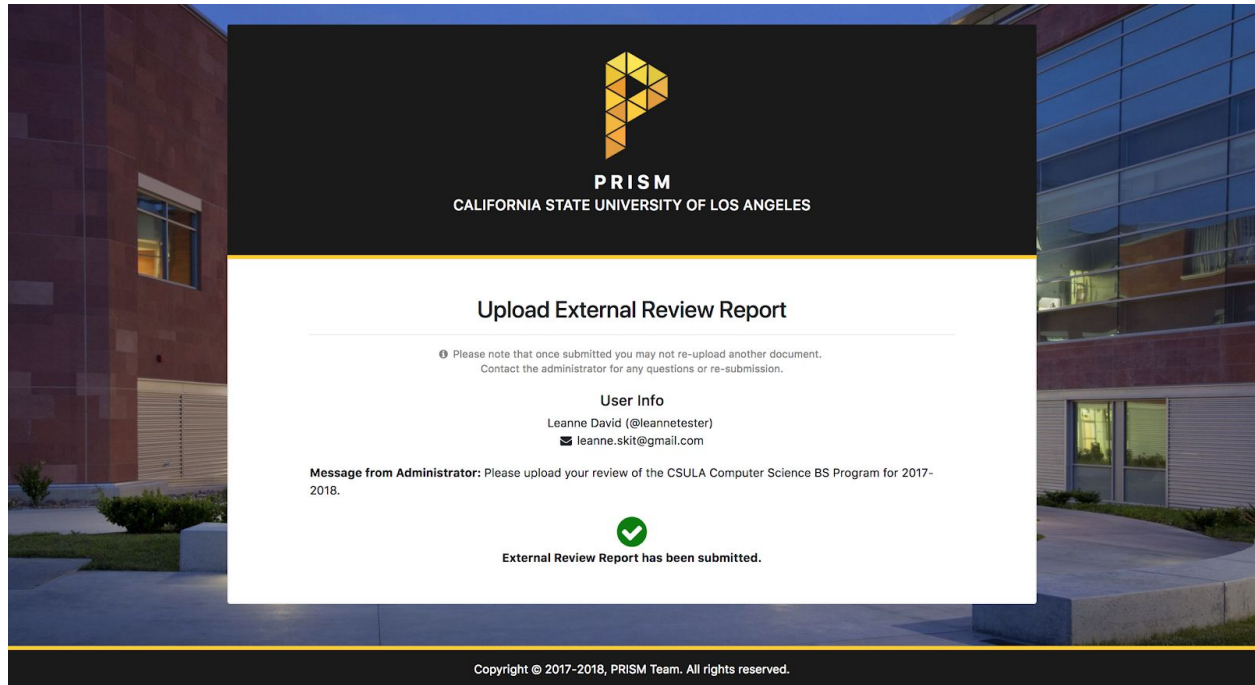 PRISM
CALIFORNIA STATE UNIVERSITY OF LOS ANGELES
Upload External Review Report
Please note that once submitted you may not re-upload another document.
Contact the administrator for any questions or re-submission.
User Info
Leanne David (@leannetester)
leanne.skit@gmail.com
Message from Administrator: Please upload your review of the CSULA Computer Science BS Program for 2017-
2018.
External Review Report has been submitted.
Copyright © 2017-2018, PRISM Team. All rights reserved.